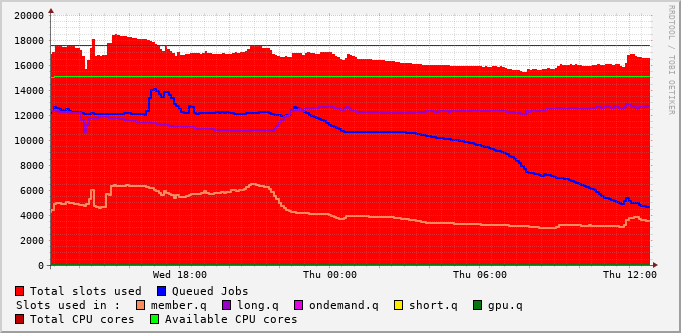 20000
18000
16000
14000
12000
10000
8000
6000
4000
2000
0
Wed 18:00 Thu 00:00 Thu 06:00 Thu 12:00
RRDTOOL / TOBI OETIKER
Total slots used Queued Jobs
Slots used in : member.q long.q ondemand.q short.q gpu.q
Total CPU cores Available CPU cores